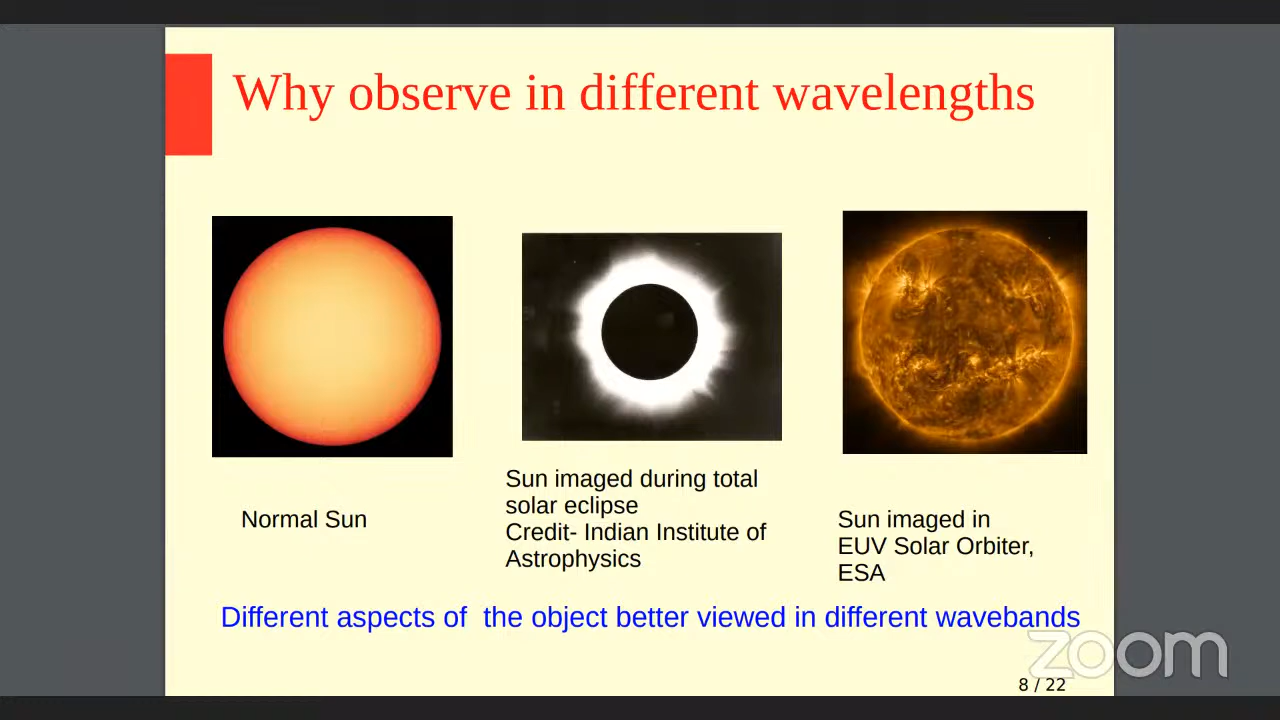 Why observe in different wavelengths
Normal Sun
Sun imaged during total
solar eclipse
Credit- Indian Institute of
Astrophysics
Sun imaged in
EUV Solar Orbiter,
ESA
Different aspects of  the object better viewed in different wavebands
zoom
8 / 22